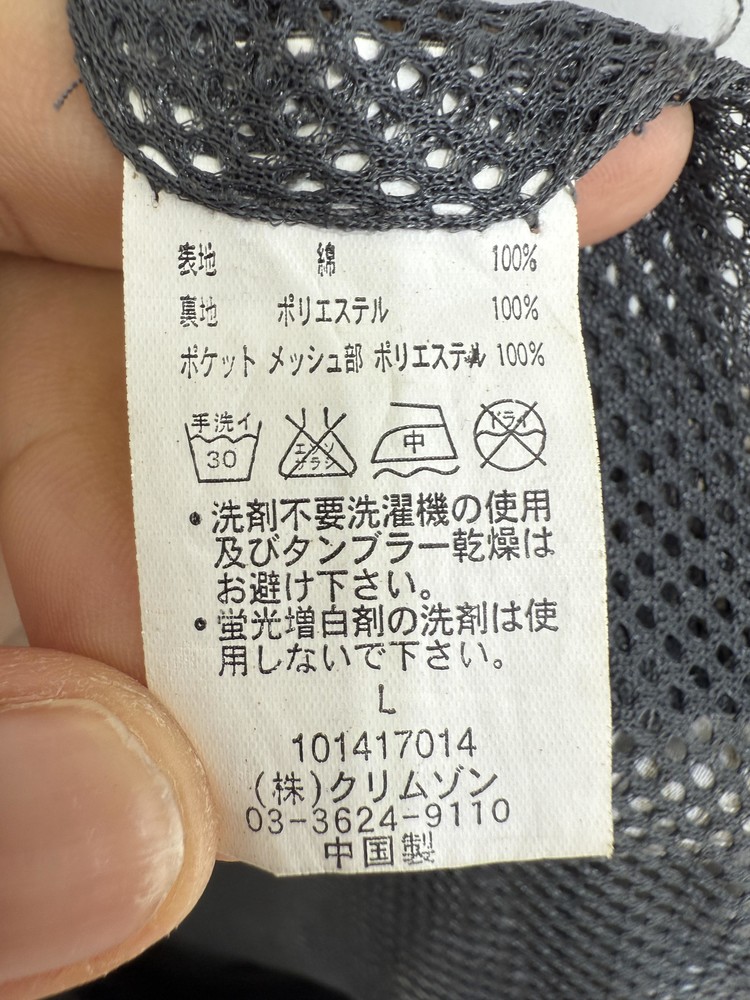 表地 綿 100%
裏地 ポリエステル 100%
ポケット メッシュ部 ポリエステル 100%
手洗イ
30
エンソ
サラシ
中
ドライ
・洗剤不要洗濯機の使用
及びタンブラー乾燥は
お避け下さい。
・蛍光増白剤の洗剤は使
用しないで下さい。
L
101417014
(株)クリムゾン
03-3624-9110
中国製